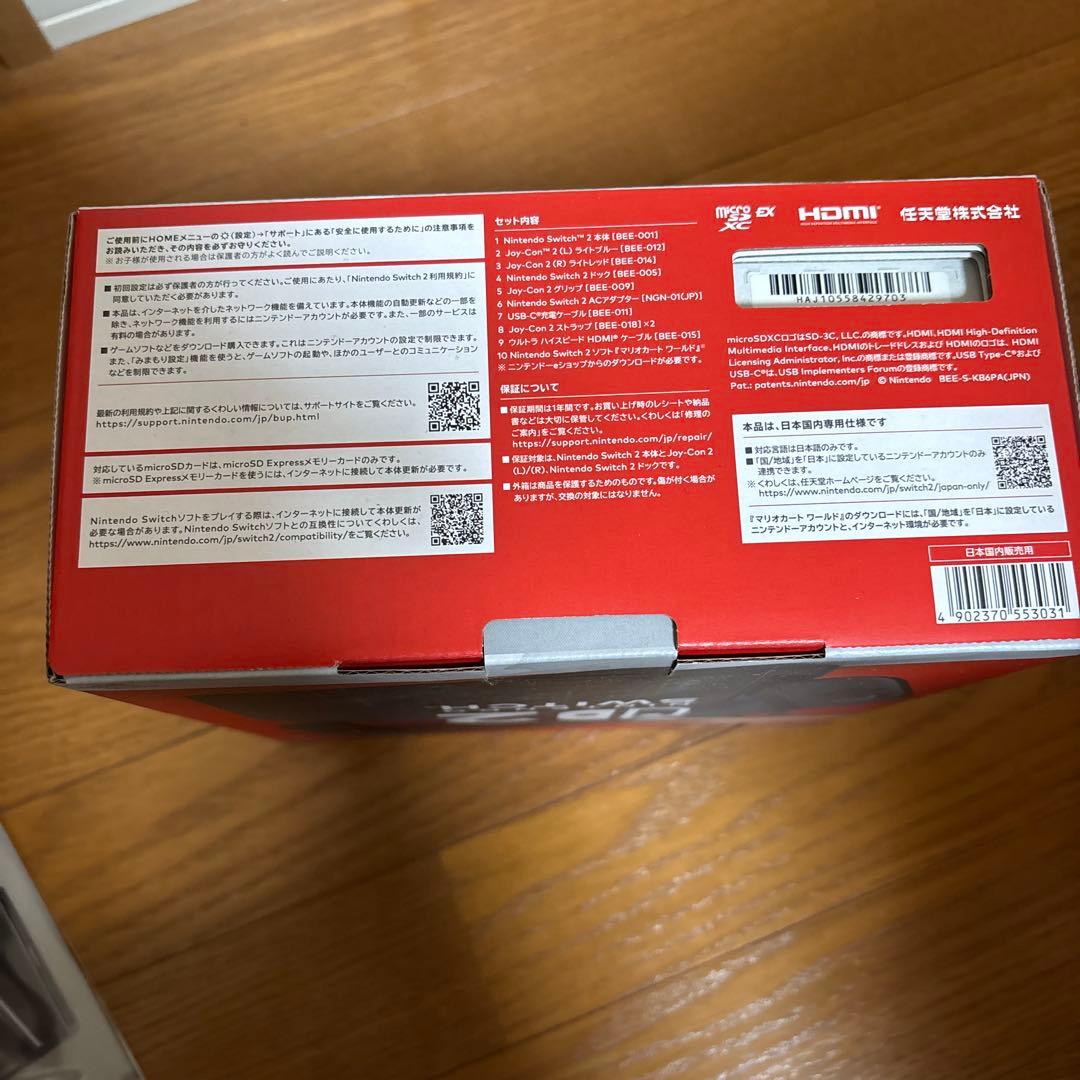 ご使用前にHOMEメニューの (設定)→「サポート」にある「安全に使用するために」の注意事項を
お読みいただき、その内容を必ずお守りください。
※お子様が使用される場合は保護者の方がよく読んでご説明ください。
■初回設定は必ず保護者の方が行ってください。ご使用にあたり、「Nintendo Switch 2 利用規約」に
同意していただく必要があります。
■本品は、インターネットを介したネットワーク機能を備えています。本体機能の自動更新などの一部を
除き、ネットワーク機能を利用するにはニンテンドーアカウントが必要です。また、一部のサービスは
有料の場合があります。
■ゲームソフトなどをダウンロード購入できます。これはニンテンドーアカウントの設定で制限できます。
また、「みまもり設定」機能を使うと、ゲームソフトの起動や、ほかのユーザーとのコミュニケーション
などを制限できます。
最新の利用規約や上記に関するくわしい情報については、サポートサイトをご覧ください。
https://support.nintendo.com/jp/bup.html
対応しているmicroSDカードは、microSD Expressメモリーカードのみです。
※microSD Expressメモリーカードを使うには、インターネットに接続して本体更新が必要です。
Nintendo Switchソフトをプレイする際は、インターネットに接続して本体更新が
必要な場合があります。Nintendo Switchソフトとの互換性についてくわしくは、
https://www.nintendo.com/jp/switch2/compatibility/をご覧ください。
セット内容
1 Nintendo Switch™ 2 本体 [BEE-001]
2 Joy-Con™ 2 (L) ライトブルー [BEE-012]
3 Joy-Con 2 (R) ライトレッド [BEE-014]
4 Nintendo Switch 2 ドック [BEE-005]
5 Joy-Con 2 グリップ [BEE-009]
6 Nintendo Switch 2 ACアダプター [NGN-01(JP)]
7 USB-C®充電ケーブル [BEE-011]
8 Joy-Con 2 ストラップ [BEE-018]×2
9 ウルトラ ハイスピード HDMI® ケーブル [BEE-015]
10 Nintendo Switch 2 ソフト『マリオカート ワールド』※
※ ニンテンドーeショップからのダウンロードが必要です。
保証について
■保証期間は1年間です。お買い上げ時のレシートや納品
書などは大切に保管してください。くわしくは「修理の
ご案内」をご覧ください。
https://support.nintendo.com/jp/repair/
■保証対象は、Nintendo Switch 2 本体と Joy-Con 2
(L)/(R)、Nintendo Switch 2 ドックです。
■外箱は商品を保護するためのものです。傷が付く場合が
ありますが、交換の対象にはなりません。
micro SD XC EX
HDMI
HIGH-DEFINITION MULTIMEDIA INTERFACE
任天堂株式会社
HAJ10558429703
microSDXCロゴはSD-3C, LLC.の商標です。HDMI、HDMI High-Definition
Multimedia Interface、HDMIのトレードドレスおよび HDMIのロゴは、HDMI
Licensing Administrator, Inc.の商標または登録商標です。USB Type-C®および
USB-C®は、USB Implementers Forumの登録商標です。
Pat.: patents.nintendo.com/jp © Nintendo BEE-S-KB6PA(JPN)
本品は、日本国内専用仕様です
■対応言語は日本語のみです。
■「国/地域」を「日本」に設定しているニンテンドーアカウントのみ
連携できます。
※くわしくは、任天堂ホームページをご覧ください。
https://www.nintendo.com/jp/switch2/japan-only/
『マリオカート ワールド』のダウンロードには、「国/地域」を「日本」に設定している
ニンテンドーアカウントと、インターネット環境が必要です。
日本国内販売用
4 902370 553031